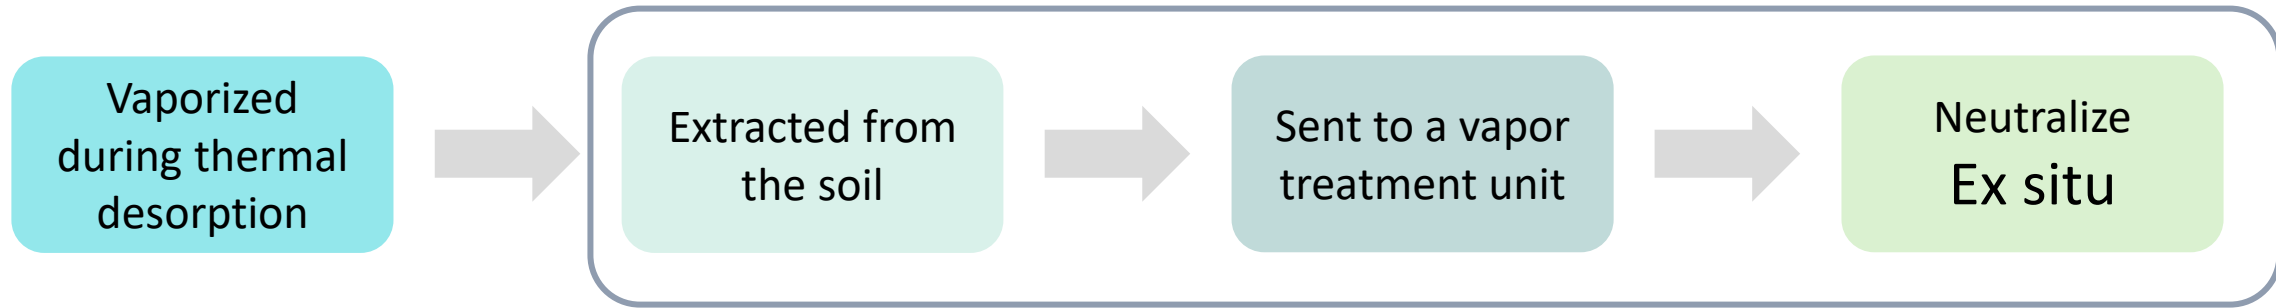 Vaporized
during thermal
desorption
Extracted from
the soil
Sent to a vapor
treatment unit
Neutralize
Ex situ